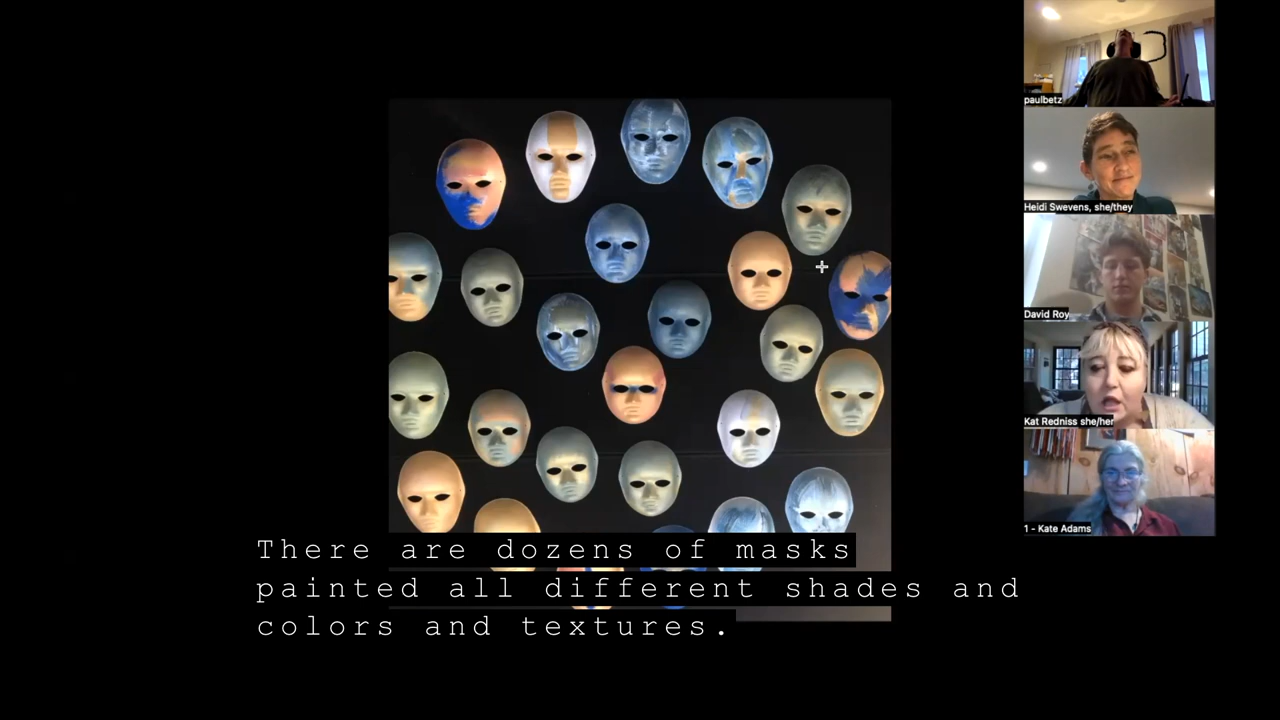 paulbetz
Heidi Swevens, she/they
David Roy
Kat Redniss she/her
1 - Kate Adams
There are dozens of masks
painted all different shades and
colors and textures.